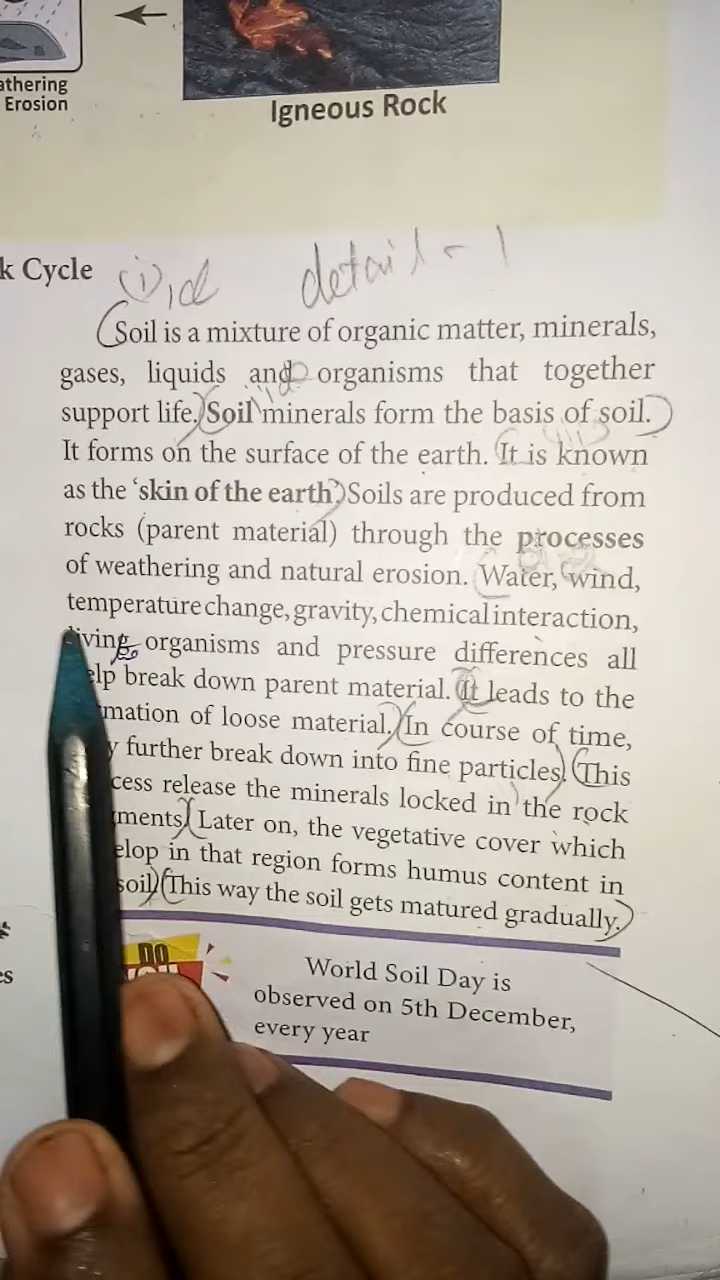 athering
Erosion
Igneous Rock
k Cycle
detail - 1
Soil is a mixture of organic matter, minerals,
gases, liquids and organisms that together
support life. Soil minerals form the basis of soil.
It forms on the surface of the earth. It is known
as the ‘skin of the earth’. Soils are produced from
rocks (parent material) through the processes
of weathering and natural erosion. Water, wind,
temperature change, gravity, chemical interaction,
living organisms and pressure differences all
elp break down parent material. It leads to the
mation of loose material. In course of time,
y further break down into fine particles. This
cess release the minerals locked in the rock
ments. Later on, the vegetative cover which
elop in that region forms humus content in
soil. This way the soil gets matured gradually.
DO
World Soil Day is
observed on 5th December,
every year
es